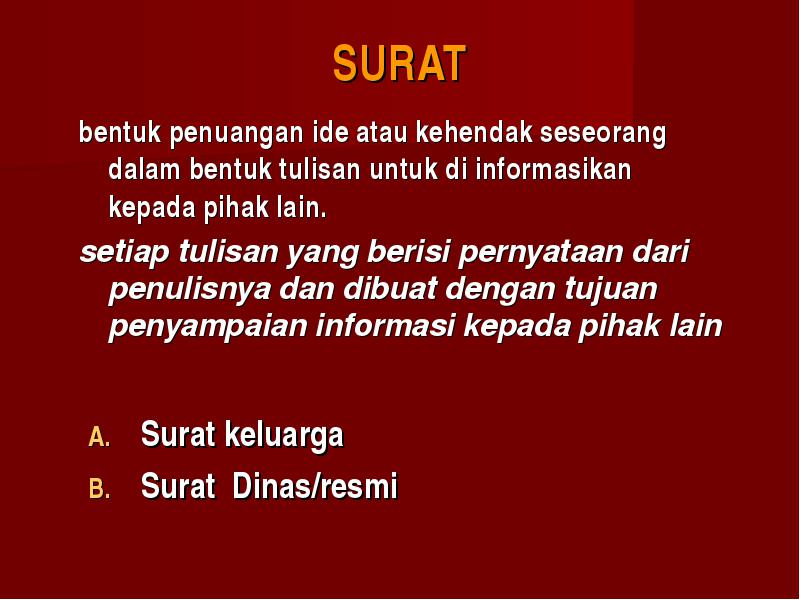 SURAT
bentuk penuangan ide atau kehendak seseorang
dalam bentuk tulisan untuk di informasikan
kepada pihak lain.
setiap tulisan yang berisi pernyataan dari
penulisnya dan dibuat dengan tujuan
penyampaian informasi kepada pihak lain
A. Surat keluarga
B. Surat Dinas/resmi